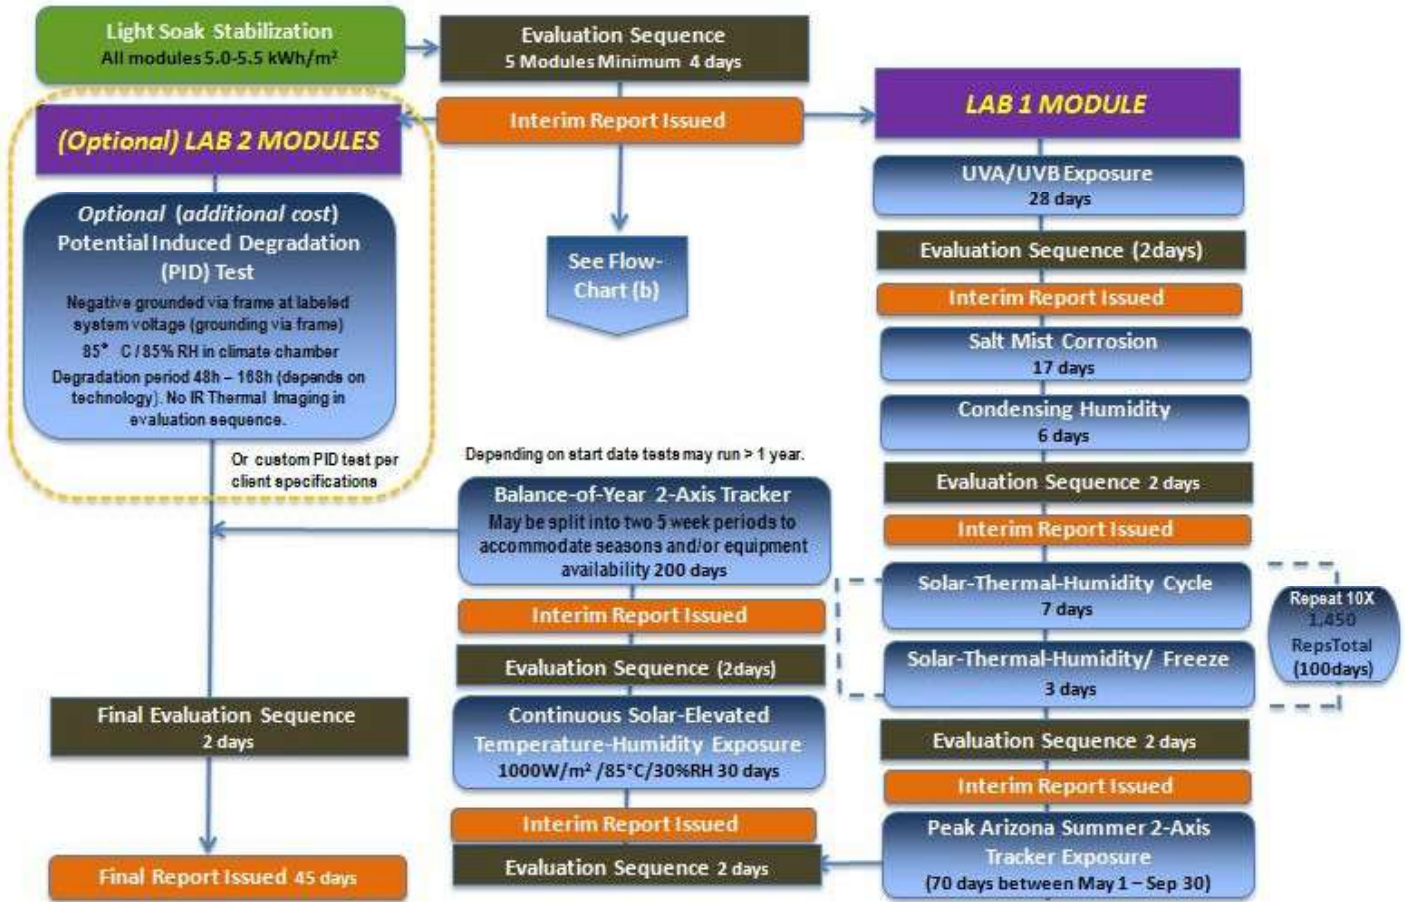 Light Soak Stabilization
All modules 5.0-5.5 kWh/m²
Evaluation Sequence
5 Modules Minimum 4 days
Interim Report Issued
(Optional) LAB 2 MODULES
Optional (additional cost)
Potential Induced Degradation
(PID) Test
Negative grounded via frame at labeled
system voltage (grounding via frame)
85° C / 85% RH in climate chamber
Degradation period 48h – 168h (depends on
technology). No IR Thermal Imaging in
evaluation sequence.
Or custom PID test per
client specifications
See Flow-
Chart (b)
LAB 1 MODULE
UVA/UVB Exposure
28 days
Evaluation Sequence (2days)
Interim Report Issued
Salt Mist Corrosion
17 days
Condensing Humidity
6 days
Evaluation Sequence 2 days
Interim Report Issued
Solar-Thermal-Humidity Cycle
7 days
Solar-Thermal-Humidity/ Freeze
3 days
Repeat 10X
1,450
RepsTotal
(100days)
Evaluation Sequence 2 days
Interim Report Issued
Peak Arizona Summer 2-Axis
Tracker Exposure
(70 days between May 1 – Sep 30)
Depending on start date tests may run > 1 year.
Balance-of-Year 2-Axis Tracker
May be split into two 5 week periods to
accommodate seasons and/or equipment
availability 200 days
Interim Report Issued
Evaluation Sequence (2days)
Continuous Solar-Elevated
Temperature-Humidity Exposure
1000W/m² /85°C/30%RH 30 days
Interim Report Issued
Evaluation Sequence 2 days
Final Evaluation Sequence
2 days
Final Report Issued 45 days